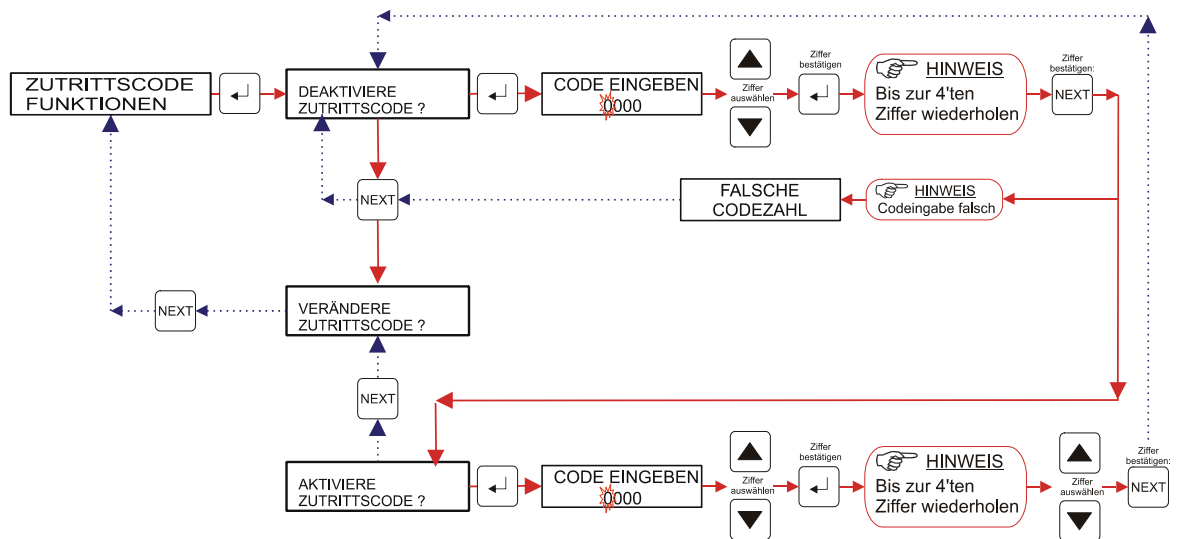 ZUTRITTSCODE
FUNKTIONEN
DEAKTIVIERE
ZUTRITTSCODE ?
CODE EINGEBEN
0000
Ziffer
auswählen
Ziffer
bestätigen
HINWEIS
Bis zur 4'ten
Ziffer wiederholen
Ziffer
bestätigen:
NEXT
NEXT
FALSCHE
CODEZAHL
HINWEIS
Codeingabe falsch
VERÄNDERE
ZUTRITTSCODE ?
NEXT
NEXT
AKTIVIERE
ZUTRITTSCODE ?
CODE EINGEBEN
0000
Ziffer
auswählen
Ziffer
bestätigen
HINWEIS
Bis zur 4'ten
Ziffer wiederholen
Ziffer
auswählen
Ziffer
bestätigen:
NEXT